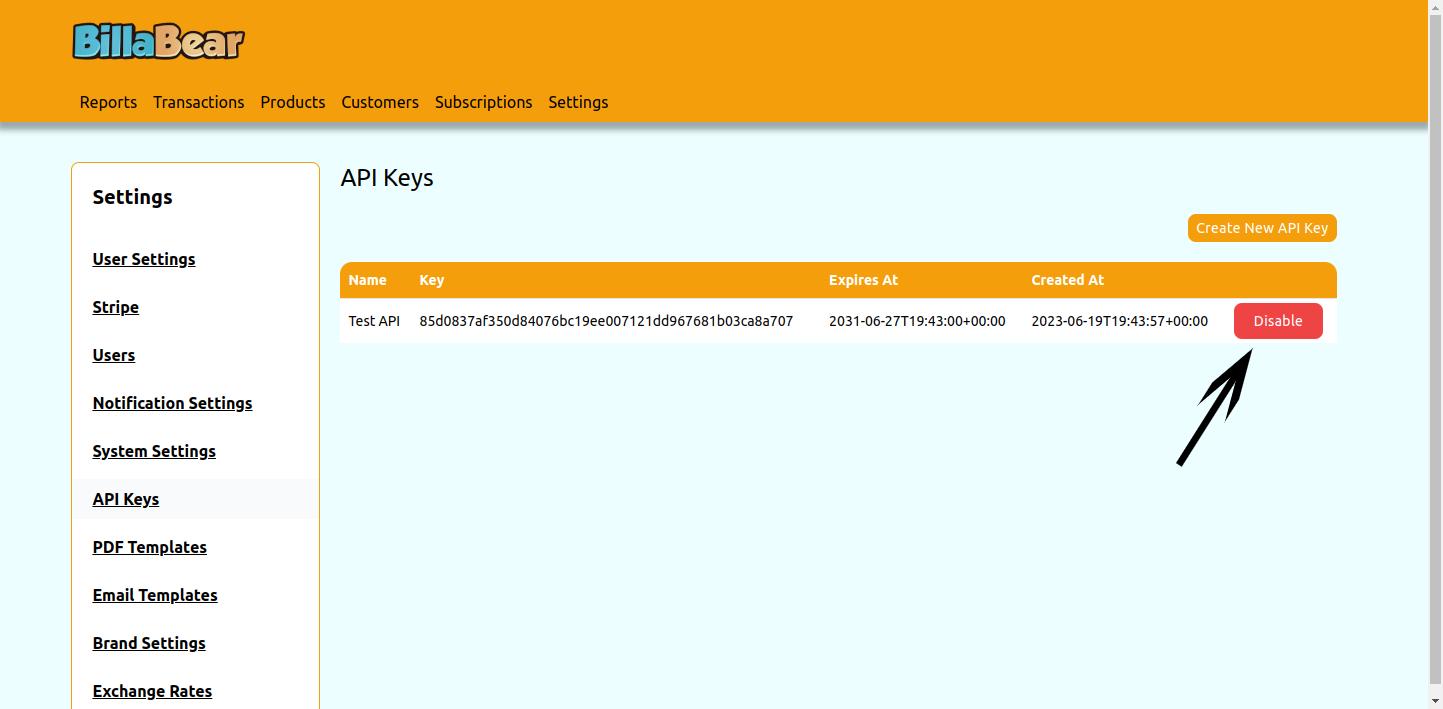 BillaBear
Reports Transactions Products Customers Subscriptions Settings
Settings
User Settings
Stripe
Users
Notification Settings
System Settings
API Keys
PDF Templates
Email Templates
Brand Settings
Exchange Rates
API Keys
Create New API Key
Name Key Expires At Created At
Test API 85d0837af350d84076bc19ee007121dd967681b03ca8a707 2031-06-27T19:43:00+00:00 2023-06-19T19:43:57+00:00 Disable